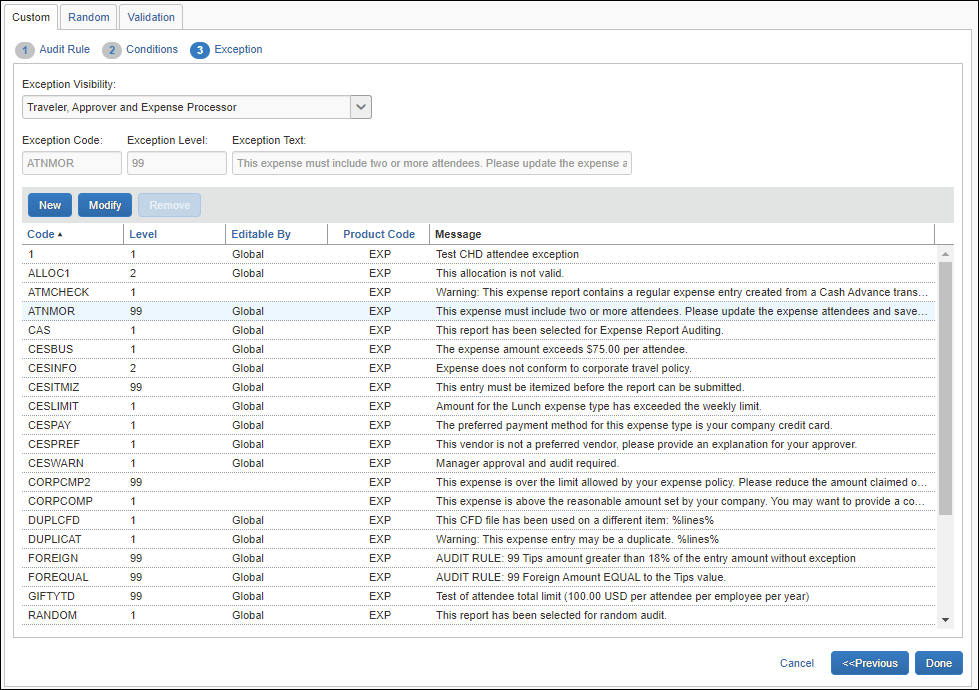 Custom Random Validation
1 Audit Rule 2 Conditions 3 Exception
Exception Visibility:
Traveler, Approver and Expense Processor
Exception Code: Exception Level: Exception Text:
ATNMOR 99 This expense must include two or more attendees. Please update the expense a
New Modify Remove
Code Level Editable By Product Code Message
1 1 Global EXP Test CHD attendee exception
ALLOC1 2 Global EXP This allocation is not valid.
ATMCHECK 1 EXP Warning: This expense report contains a regular expense entry created from a Cash Advance trans...
ATNMOR 99 Global EXP This expense must include two or more attendees. Please update the expense attendees and save...
CAS 1 Global EXP This report has been selected for Expense Report Auditing.
CESBUS 1 Global EXP The expense amount exceeds $75.00 per attendee.
CESINFO 2 Global EXP Expense does not conform to corporate travel policy.
CESITMIZ 99 Global EXP This entry must be itemized before the report can be submitted.
CESLIMIT 1 Global EXP Amount for the Lunch expense type has exceeded the weekly limit.
CESPAY 1 Global EXP The preferred payment method for this expense type is your company credit card.
CESPREF 1 Global EXP This vendor is not a preferred vendor, please provide an explanation for your approver.
CESWARN 1 Global EXP Manager approval and audit required.
CORPCMP2 99 EXP This expense is over the limit allowed by your expense policy. Please reduce the amount claimed o...
CORPCOMP 1 EXP This expense is above the reasonable amount set by your company. You may want to provide a co...
DUPLCFD 1 Global EXP This CFD file has been used on a different item: %lines%
DUPLICAT 1 Global EXP Warning: This expense entry may be a duplicate. %lines%
FOREIGN 99 Global EXP AUDIT RULE: 99 Tips amount greater than 18% of the entry amount without exception
FOREQUAL 99 Global EXP AUDIT RULE: 99 Foreign Amount EQUAL to the Tips value.
GIFTYTD 99 Global EXP Test of attendee total limit (100.00 USD per attendee per employee per year)
RANDOM 1 Global EXP This report has been selected for random audit.
Cancel <<Previous Done